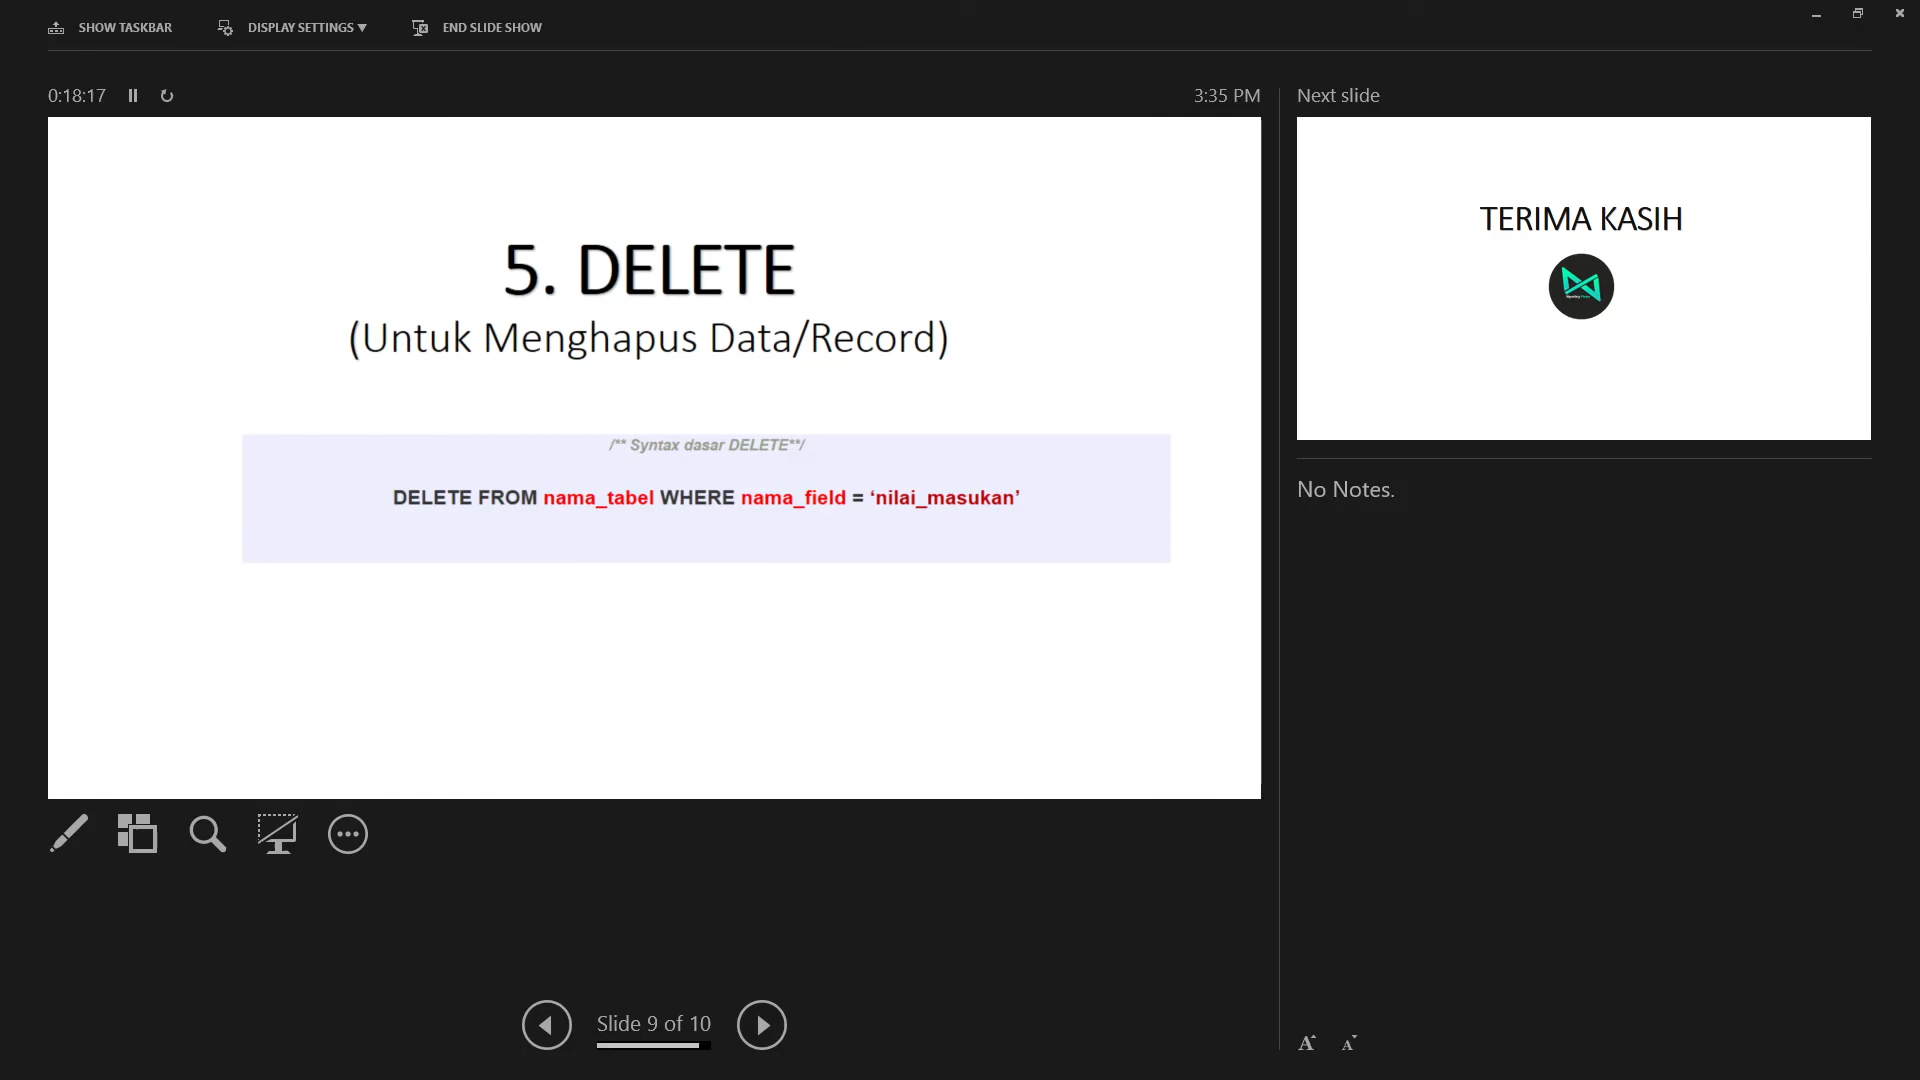 SHOW TASKBAR
DISPLAY SETTINGS ▼
END SLIDE SHOW
0:18:17
3:35 PM
5. DELETE
(Untuk Menghapus Data/Record)
/** Syntax dasar DELETE**/
DELETE FROM nama_tabel WHERE nama_field = ‘nilai_masukan’
Slide 9 of 10
Next slide
TERIMA KASIH
No Notes.
A
A